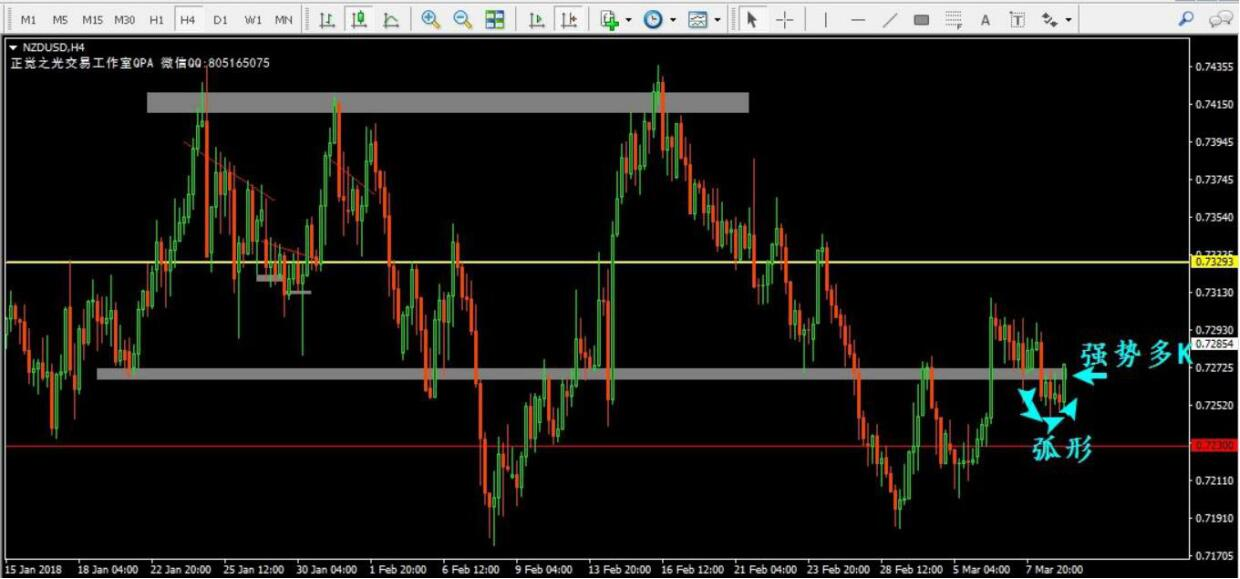 M1 M5 M15 M30 H1 H4 D1 W1 MN
A T
NZDUSD,H4
正觉之光交易工作室QPA 微信QQ:805165075
0.74355
0.74150
0.73945
0.73745
0.73540
0.73293
0.73130
0.72930
0.72854
强势多K
0.72725
0.72520
弧形
0.72300
0.72110
0.71910
0.71705
15 Jan 2018 18 Jan 04:00 22 Jan 20:00 25 Jan 12:00 30 Jan 04:00 1 Feb 20:00 6 Feb 12:00 9 Feb 04:00 13 Feb 20:00 16 Feb 12:00 21 Feb 04:00 23 Feb 20:00 28 Feb 12:00 5 Mar 04:00 7 Mar 20:00